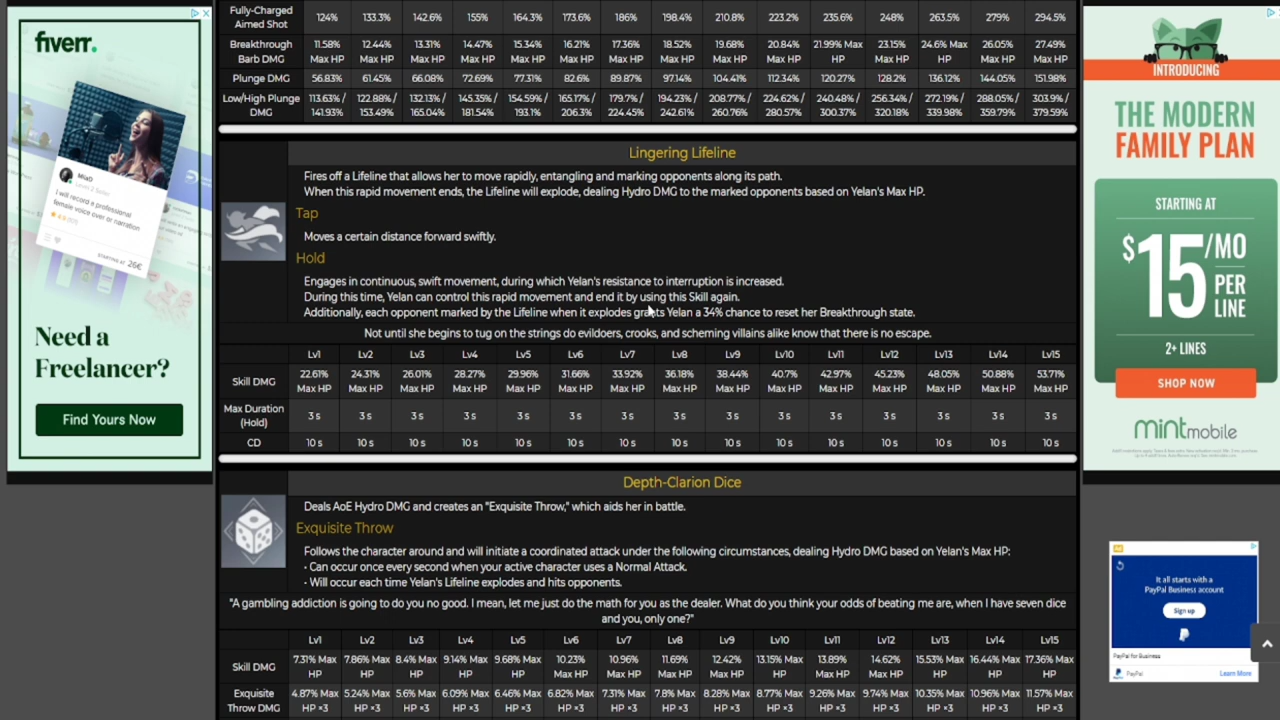 Fully-Charged Aimed Shot 124% 133.3% 142.6% 155% 164.3% 173.6% 186% 198.4% 210.8% 223.2% 235.6% 248% 263.5% 279% 294.5%
Breakthrough Barb DMG 11.58% Max HP 12.44% Max HP 13.31% Max HP 14.47% Max HP 15.34% Max HP 16.21% Max HP 17.36% Max HP 18.52% Max HP 19.68% Max HP 20.84% Max HP 21.99% Max HP 23.15% Max HP 24.6% Max HP 26.05% Max HP 27.49% Max HP
Plunge DMG 56.83% 61.45% 66.08% 72.69% 77.31% 82.6% 89.87% 97.14% 104.41% 112.34% 120.27% 128.2% 136.12% 144.05% 151.98%
Low/High Plunge DMG 113.63% / 141.93% 122.88% / 153.49% 132.13% / 165.04% 145.35% / 181.54% 154.59% / 193.1% 165.17% / 206.3% 179.7% / 224.45% 194.23% / 242.61% 208.77% / 260.76% 224.62% / 280.57% 240.48% / 300.37% 256.34% / 320.18% 272.19% / 339.98% 288.05% / 359.79% 303.9% / 379.59%
Lingering Lifeline
Fires off a Lifeline that allows her to move rapidly, entangling and marking opponents along its path.
When this rapid movement ends, the Lifeline will explode, dealing Hydro DMG to the marked opponents based on Yelan's Max HP.
Tap
Moves a certain distance forward swiftly.
Hold
Engages in continuous, swift movement, during which Yelan's resistance to interruption is increased.
During this time, Yelan can control this rapid movement and end it by using this Skill again.
Additionally, each opponent marked by the Lifeline when it explodes grants Yelan a 34% chance to reset her Breakthrough state.
Not until she begins to tug on the strings do evildoers, crooks, and scheming villains alike know that there is no escape.
Lv1 Lv2 Lv3 Lv4 Lv5 Lv6 Lv7 Lv8 Lv9 Lv10 Lv11 Lv12 Lv13 Lv14 Lv15
Skill DMG 22.61% Max HP 24.31% Max HP 26.01% Max HP 28.27% Max HP 29.96% Max HP 31.66% Max HP 33.92% Max HP 36.18% Max HP 38.44% Max HP 40.7% Max HP 42.97% Max HP 45.23% Max HP 48.05% Max HP 50.88% Max HP 53.71% Max HP
Max Duration (Hold) 3 s 3 s 3 s 3 s 3 s 3 s 3 s 3 s 3 s 3 s 3 s 3 s 3 s 3 s 3 s
CD 10 s 10 s 10 s 10 s 10 s 10 s 10 s 10 s 10 s 10 s 10 s 10 s 10 s 10 s 10 s
Depth-Clarion Dice
Deals AoE Hydro DMG and creates an "Exquisite Throw," which aids her in battle.
Exquisite Throw
Follows the character around and will initiate a coordinated attack under the following circumstances, dealing Hydro DMG based on Yelan's Max HP:
• Can occur once every second when your active character uses a Normal Attack.
• Will occur each time Yelan's Lifeline explodes and hits opponents.
"A gambling addiction is going to do you no good. I mean, let me just do the math for you as the dealer. What do you think your odds of beating me are, when I have seven dice
and you, only one?"
Lv1 Lv2 Lv3 Lv4 Lv5 Lv6 Lv7 Lv8 Lv9 Lv10 Lv11 Lv12 Lv13 Lv14 Lv15
Skill DMG 7.31% Max HP 7.86% Max HP 8.4% Max HP Max HP 9.68% Max HP 10.23% Max HP 10.96% Max HP 11.69% Max HP 12.42% Max HP 13.15% Max HP 13.89% Max HP 14.62% Max HP 15.53% Max HP 16.44% Max HP 17.36% Max HP
Exquisite Throw DMG 4.87% Max HP ×3 5.24% Max HP ×3 5.6% Max HP ×3 6.09% Max HP ×3 6.46% Max HP ×3 6.82% Max HP ×3 7.31% Max HP ×3 7.8% Max HP ×3 8.28% Max HP ×3 8.77% Max HP ×3 9.26% Max HP ×3 9.74% Max HP ×3 10.35% Max HP ×3 10.96% Max HP ×3 11.57% Max HP ×3
fiverr.
MiaD
Level 2 Seller
I will record a professional
female voice over or narration
STARTING AT 26€
Need a
Freelancer?
Find Yours Now
INTRODUCING
THE MODERN
FAMILY PLAN
STARTING AT
$15/MO
PER
LINE
2+ LINES
SHOP NOW
mintmobile
Ad
It all starts with a
PayPal Business account
Sign up
PayPal for Business
PayPal
Learn More